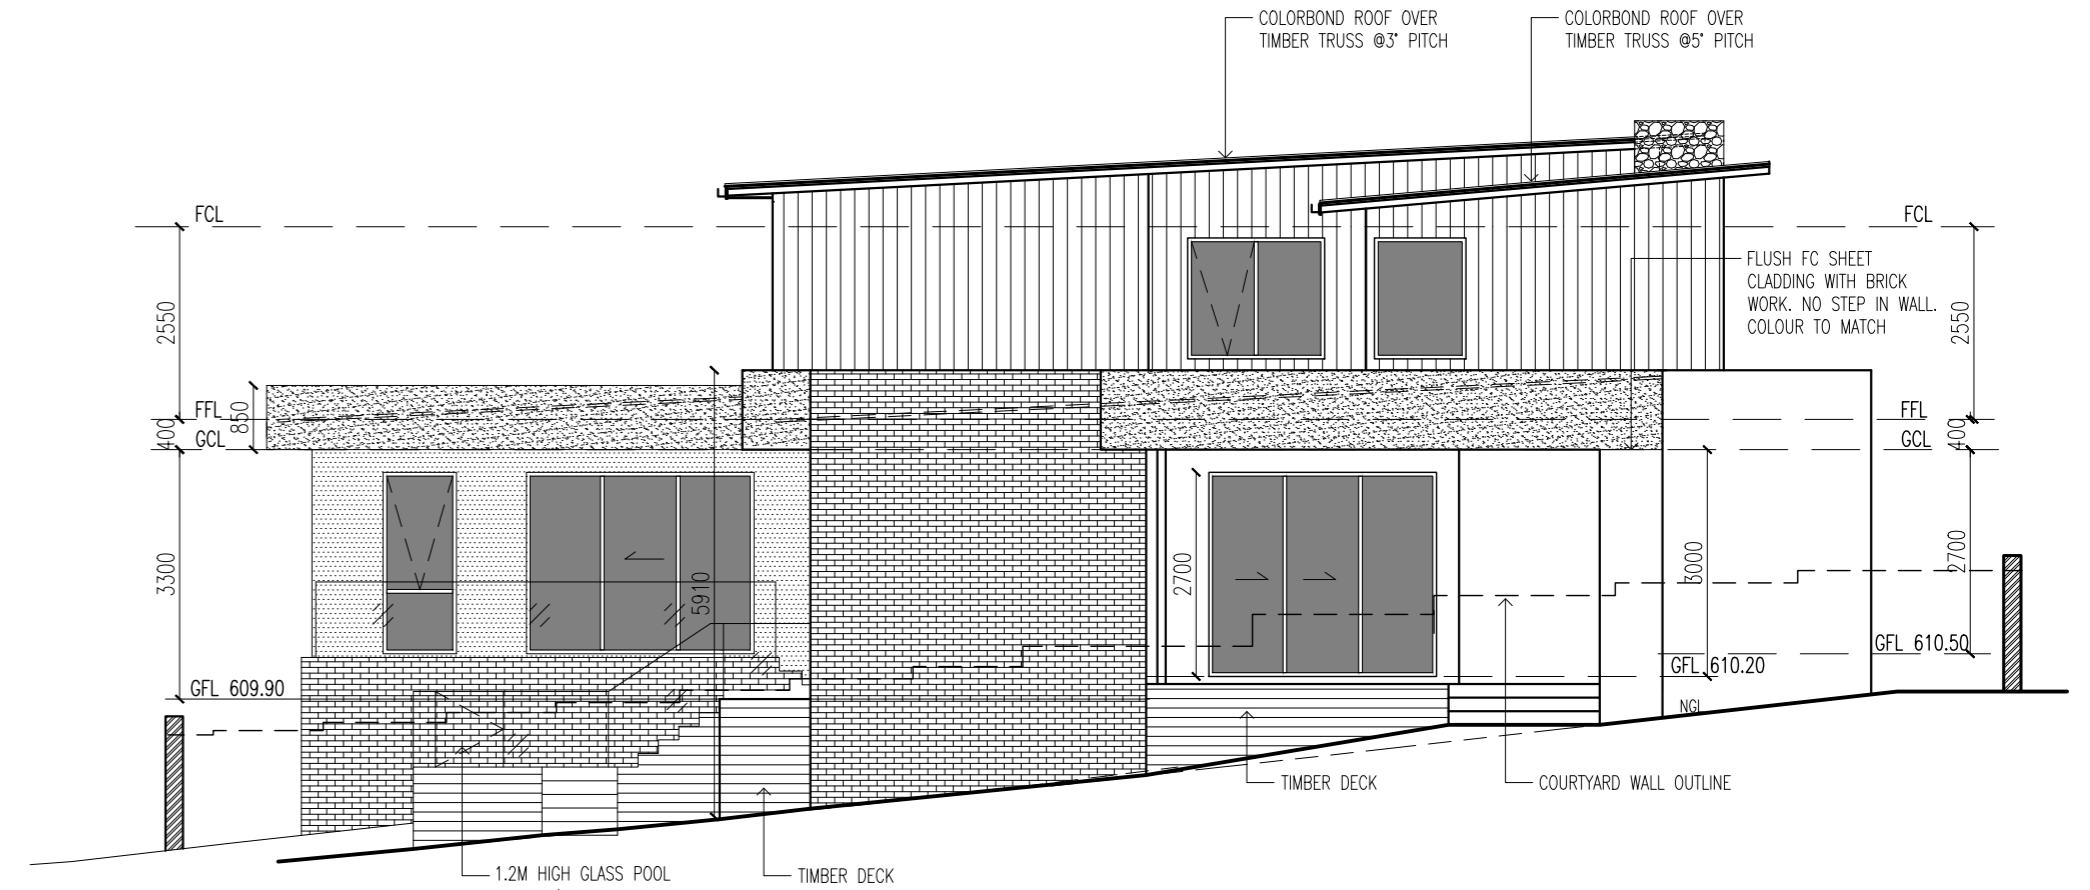 COLORBOND ROOF OVER
TIMBER TRUSS @3° PITCH
COLORBOND ROOF OVER
TIMBER TRUSS @5° PITCH
FCL
FCL
FLUSH FC SHEET
CLADDING WITH BRICK
WORK. NO STEP IN WALL.
COLOUR TO MATCH
2550
2550
FFL
850
400
GCL
FFL
GCL
400
3300
5910
2700
3000
2700
GFL 609.90
GFL 610.20
GFL 610.50
NGL
TIMBER DECK
COURTYARD WALL OUTLINE
1.2M HIGH GLASS POOL
TIMBER DECK